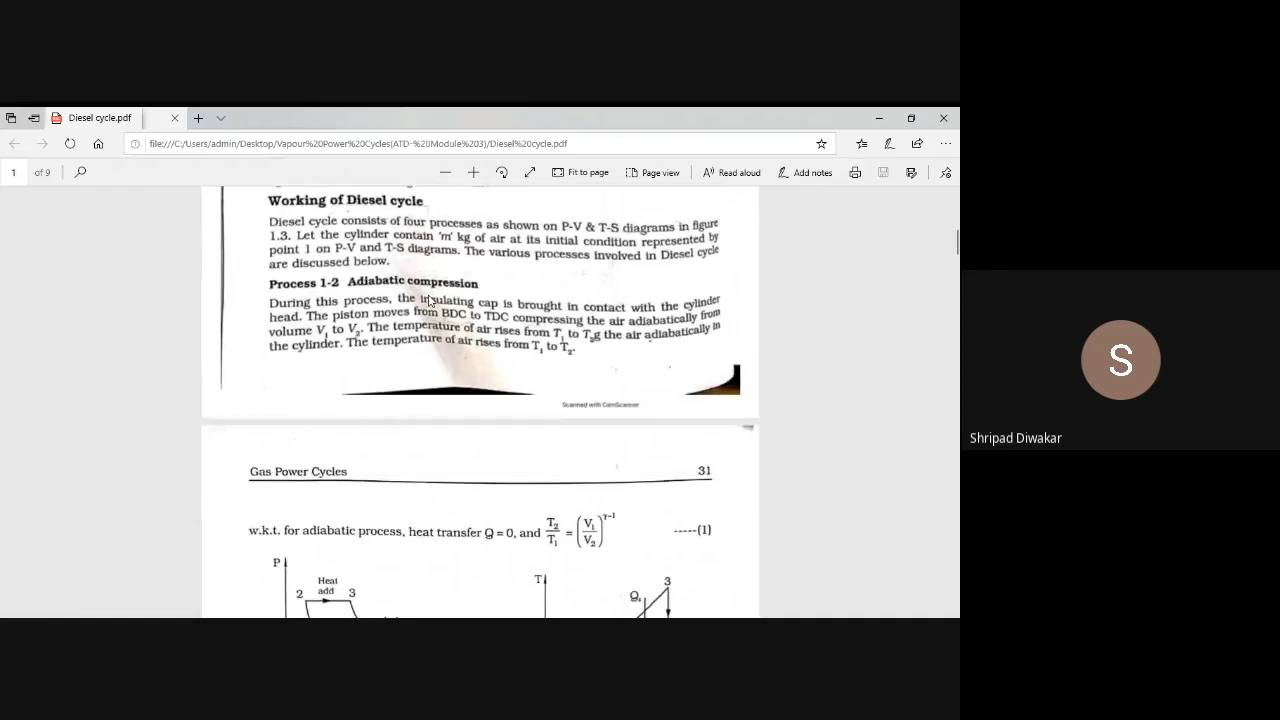 Diesel cycle.pdf
file:///C:/Users/admin/Desktop/Vapour%20Power%20Cycles(ATD-%20Module%203)/Diesel%20cycle.pdf
1 of 9
Fit to page
Page view
Read aloud
Add notes
Working of Diesel cycle
Diesel cycle consists of four processes as shown on P-V & T-S diagrams in figure
1.3. Let the cylinder contain 'm' kg of air at its initial condition represented by
point 1 on P-V and T-S diagrams. The various processes involved in Diesel cycle
are discussed below.
Process 1-2 Adiabatic compression
During this process, the insulating cap is brought in contact with the cylinder
head. The piston moves from BDC to TDC compressing the air adiabatically from
volume V₁ to V₂. The temperature of air rises from T₁ to T₂g the air adiabatically in
the cylinder. The temperature of air rises from T₁ to T₂.
Scanned with CamScanner
Gas Power Cycles 31
w.k.t. for adiabatic process, heat transfer Q = 0, and T₂/T₁ = (V₁/V₂)^γ−1 -----(1)
P
Heat
add
2 3
T
3
Qₛ
S
Shripad Diwakar